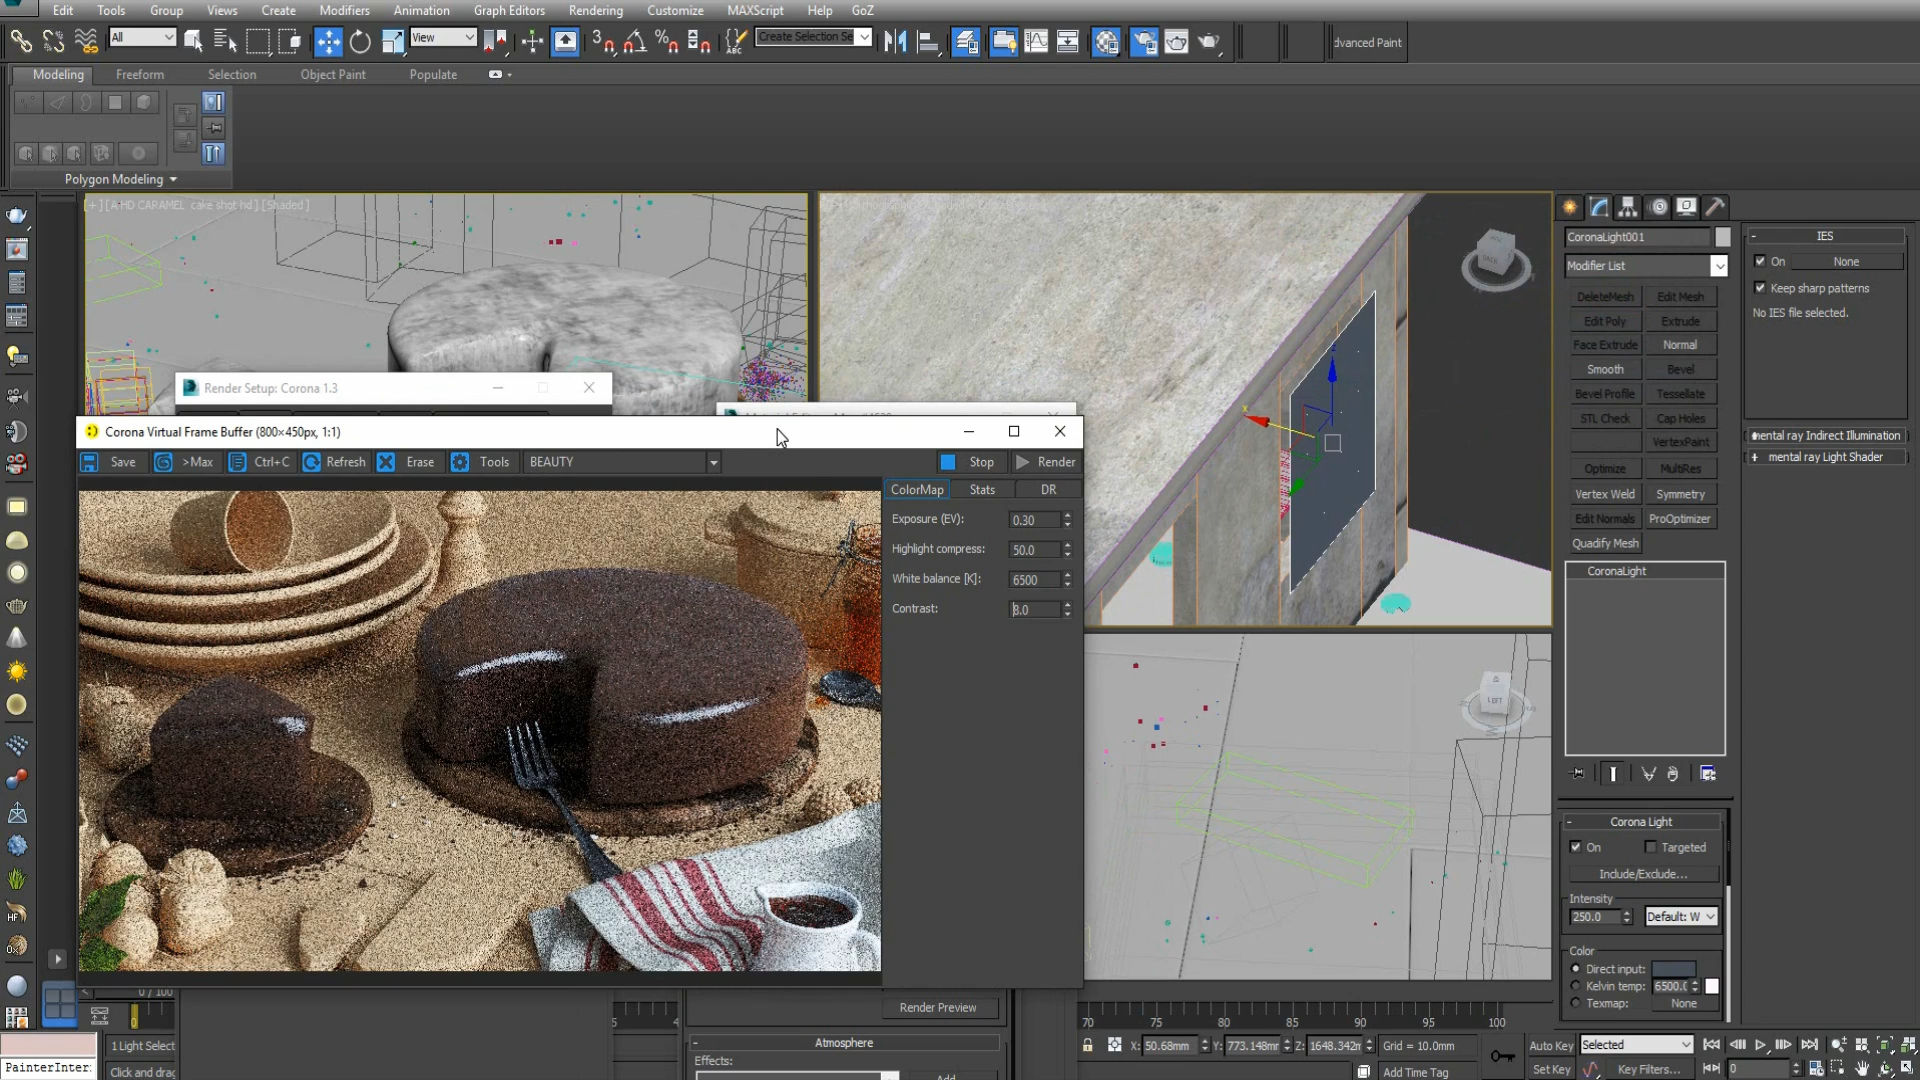 Edit Tools Group Views Create Modifiers Animation Graph Editors Rendering Customize MAXScript Help GoZ
All View Create Selection Se dvanced Paint
Modeling Freeform Selection Object Paint Populate
Polygon Modeling
[+] [A HD CARAMEL cake shot hd] [Shaded]
Render Setup: Corona 1.3
Corona Virtual Frame Buffer (800×450px, 1:1)
Save >Max Ctrl+C Refresh Erase Tools BEAUTY Stop Render
ColorMap Stats DR
Exposure (EV): 0.30
Highlight compress: 50.0
White balance [K]: 6500
Contrast: 8.0
BACK
LEFT
CoronaLight001
Modifier List
DeleteMesh Edit Mesh
Edit Poly Extrude
Face Extrude Normal
Smooth Bevel
Bevel Profile Tessellate
STL Check Cap Holes
VertexPaint
Optimize MultiRes
Vertex Weld Symmetry
Edit Normals ProOptimizer
Quadify Mesh
CoronaLight
- Corona Light
On Targeted
Include/Exclude...
Intensity
250.0 Default: W
Color
Direct input:
Kelvin temp: 6500.(
Texmap: None
- IES
On None
Keep sharp patterns
No IES file selected.
mental ray Indirect Illumination
+ mental ray Light Shader
0 / 100
Render Preview
- Atmosphere
Effects:
Add
70 75 80 85 90 95 100
1 Light Select
Click and drag
PainterInter:
X: 50.68mm Y: 773.148mr Z: 1648.342r Grid = 10.0mm
Add Time Tag
Auto Key Selected
Set Key Key Filters... 0